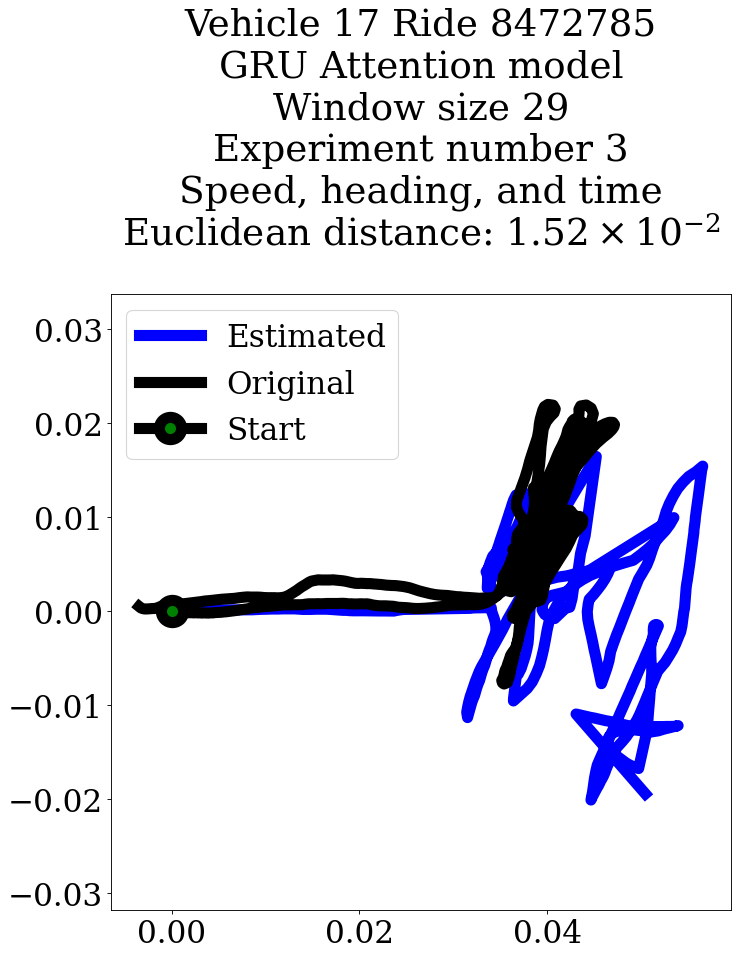 Vehicle 17 Ride 8472785
GRU Attention model
Window size 29
Experiment number 3
Speed, heading, and time
Euclidean distance: 1.52 × 10⁻²
Estimated
Original
Start
0.03
0.02
0.01
0.00
−0.01
−0.02
−0.03
0.00 0.02 0.04